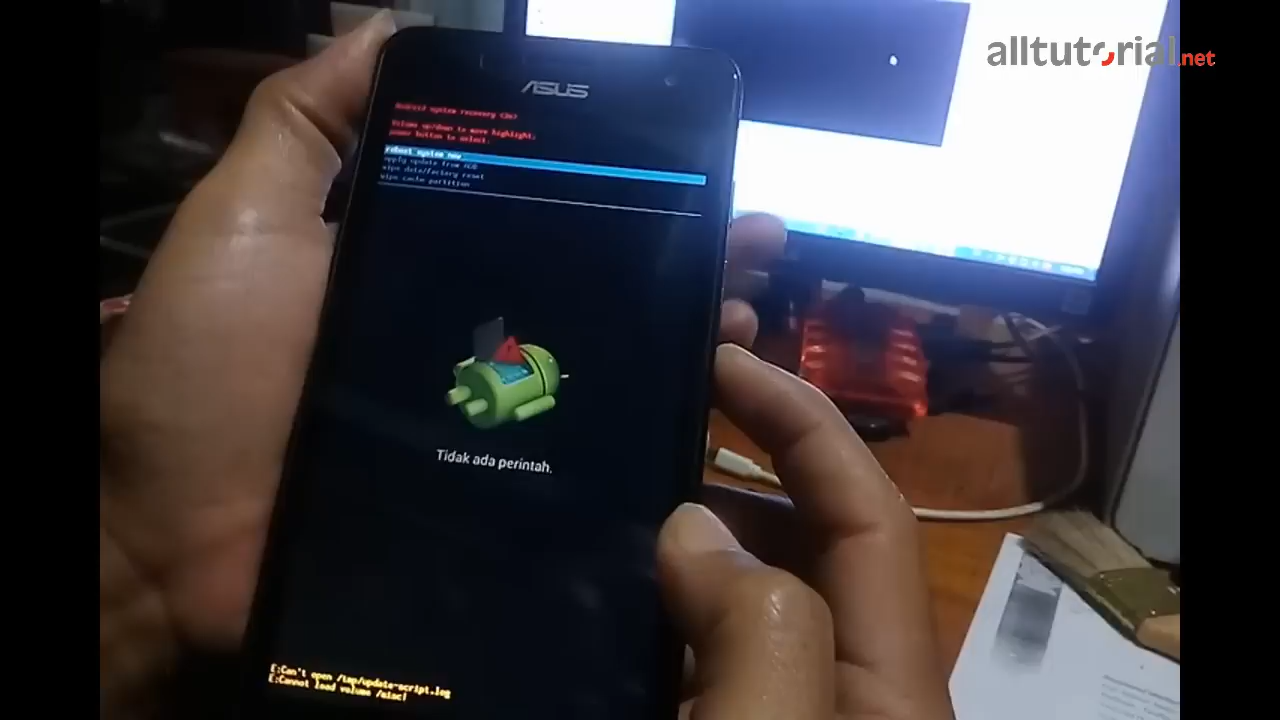 alltutorial.net
ASUS
Android system recovery <3e>
Volume up/down to move highlight;
power button to select.
reboot system now
apply update from ADB
wipe data/factory reset
wipe cache partition
Tidak ada perintah.
E:Can't open /tmp/update-script.log
E:Cannot load volume /misc!